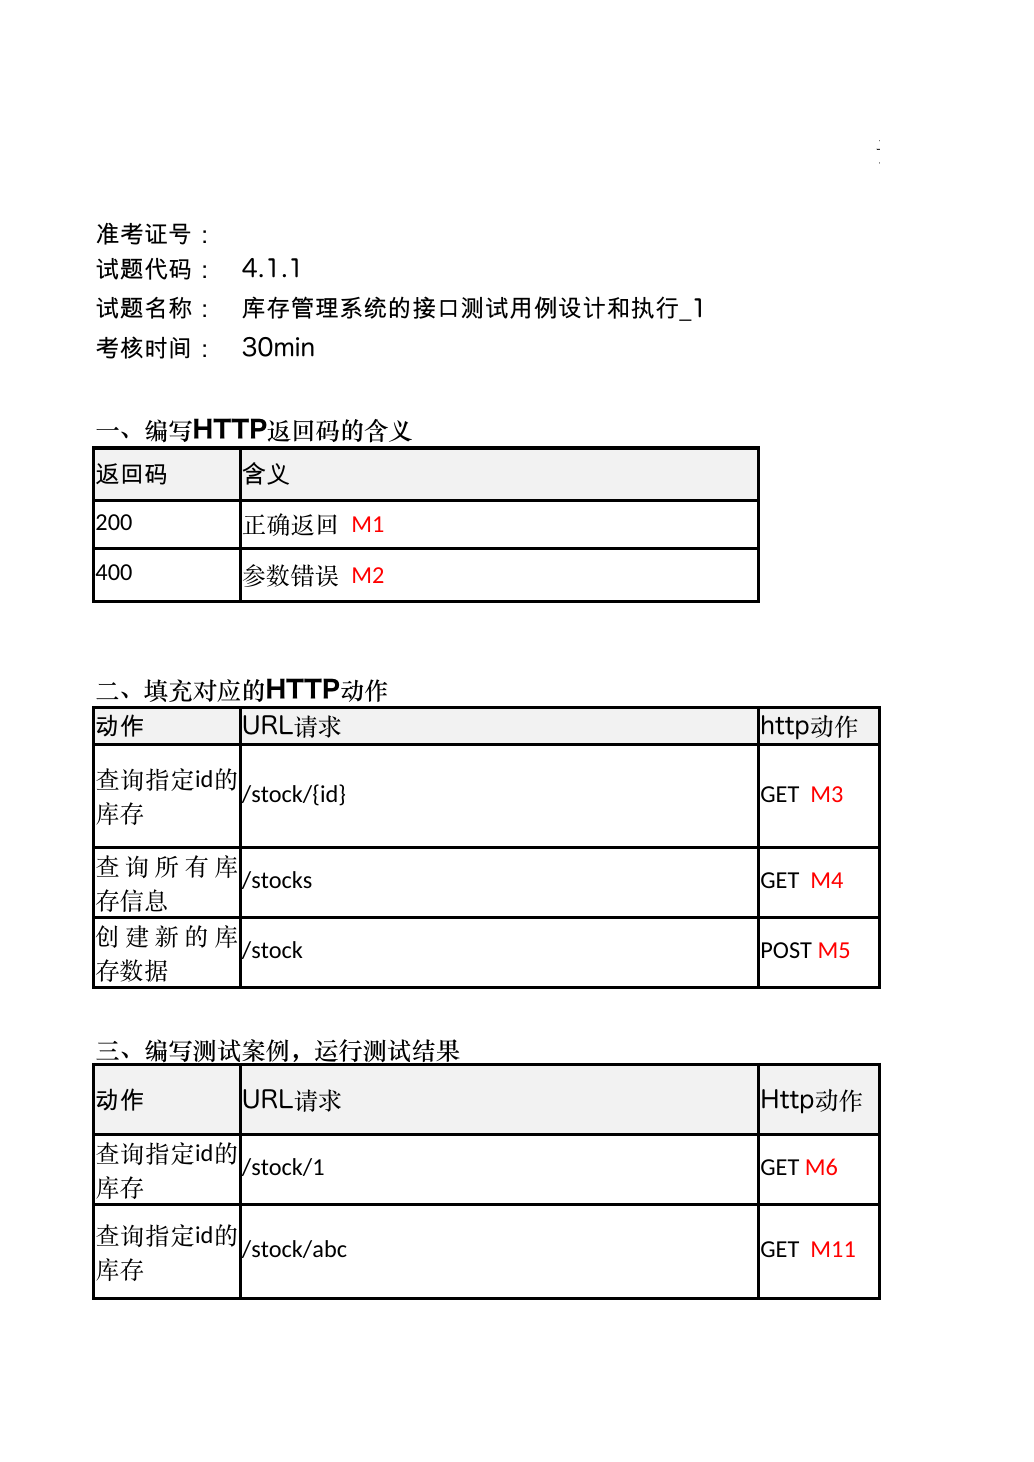 准考证号：
试题代码： 4.1.1
试题名称： 库存管理系统的接口测试用例设计和执行_1
考核时间： 30min
一、编写HTTP返回码的含义
返回码 含义
200 正确返回 M1
400 参数错误 M2
二、填充对应的HTTP动作
动作 URL请求 http动作
查询指定id的
库存 /stock/{id} GET M3
查询所有库
存信息 /stocks GET M4
创建新的库
存数据 /stock POST M5
三、编写测试案例，运行测试结果
动作 URL请求 Http动作
查询指定id的
库存 /stock/1 GET M6
查询指定id的
库存 /stock/abc GET M11